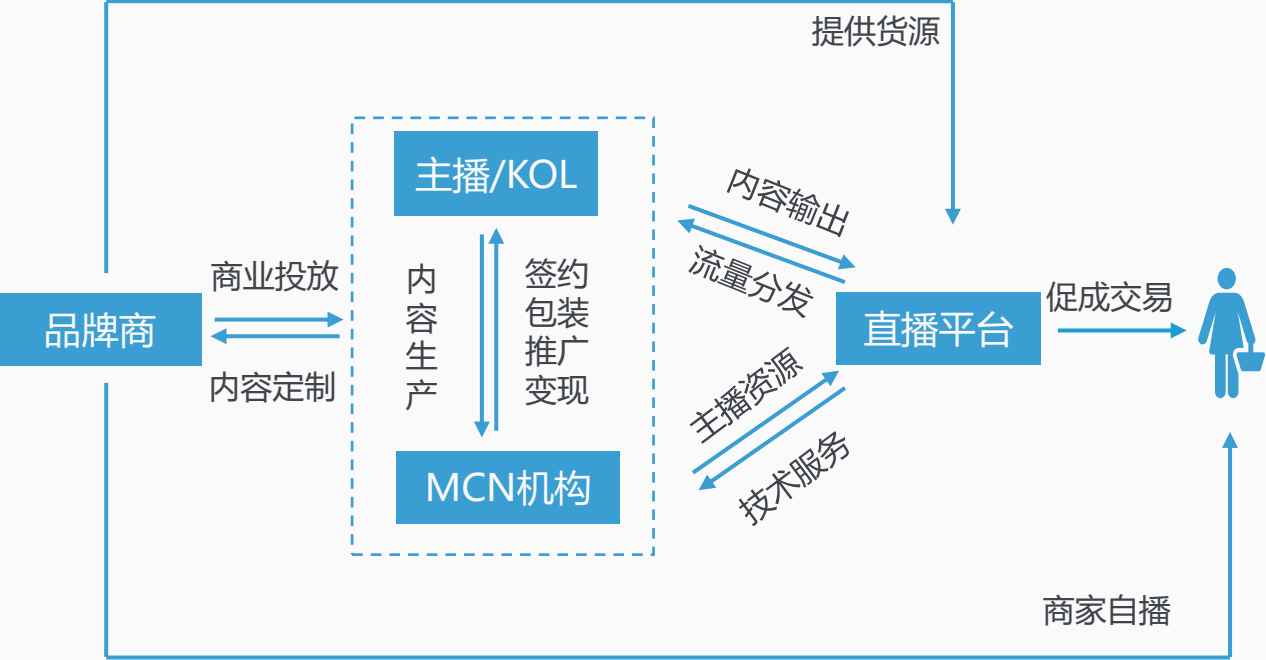 提供货源
主播/KOL
内容输出
流量分发
商业投放
品牌商
内容定制
内
容
生
产
签约
包装
推广
变现
直播平台
促成交易
主播资源
技术服务
MCN机构
商家自播